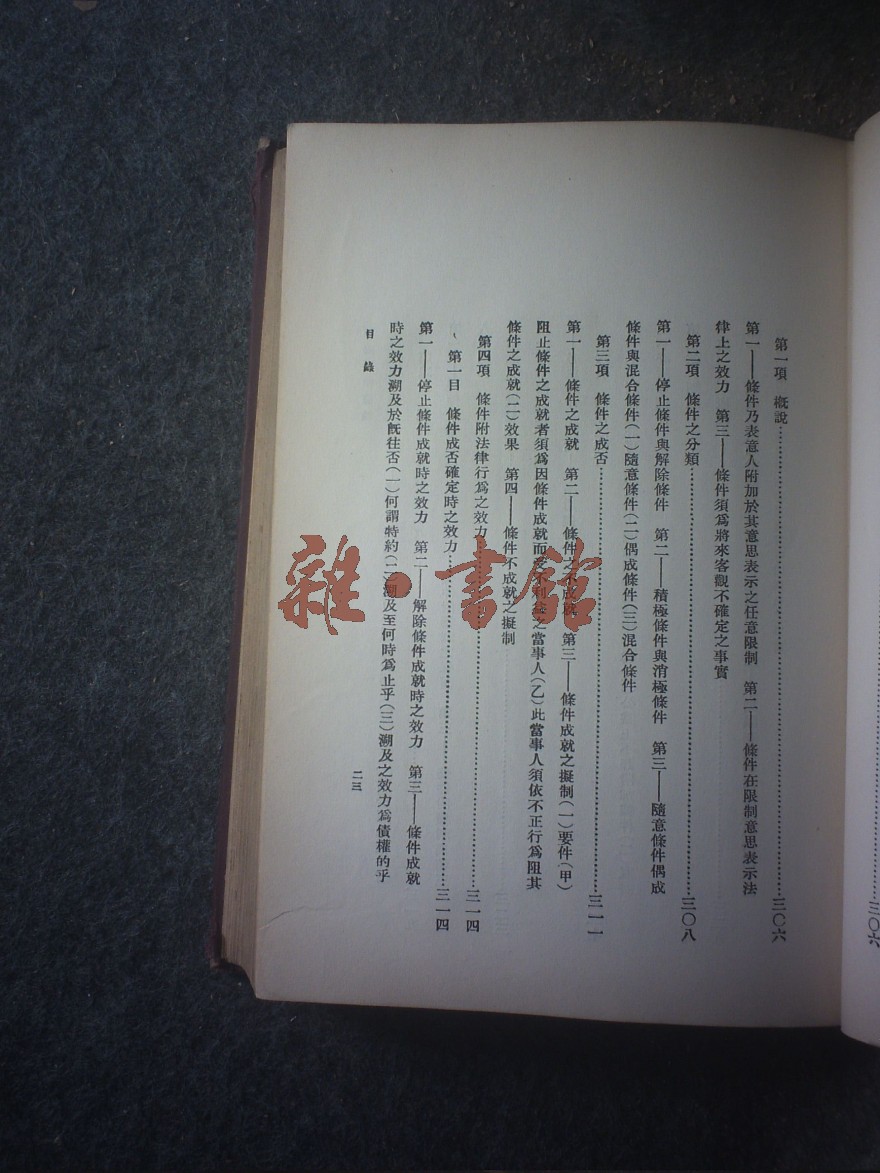 第一項　概說……三〇六
第一——條件乃表意人附加於其意思表示之任意限制　第二——條件在限制意思表示法
律上之效力　第三——條件須爲將來客觀不確定之事實
第二項　條件之分類……三〇八
第一——停止條件與解除條件　第二——積極條件與消極條件　第三——隨意條件偶成
條件與混合條件（一）隨意條件（二）偶成條件（三）混合條件
第三項　條件之成否……三一一
第一——條件之成就　第二——條件之不成就　第三——條件成就之擬制（一）要件（甲）
阻止條件之成就者須爲因條件成就而受不利益之當事人（乙）此當事人須依不正行爲阻其
條件之成就（二）效果　第四——條件不成就之擬制
第四項　條件附法律行爲之效力……三一四
第一目　條件成否確定時之效力……三一四
第一——停止條件成就時之效力　第二——解除條件成就時之效力　第三——條件成就
時之效力溯及於旣往否（一）何謂特約（二）溯及至何時爲止乎（三）溯及之效力爲債權的乎
目錄
二三
三〇六
雜·書館